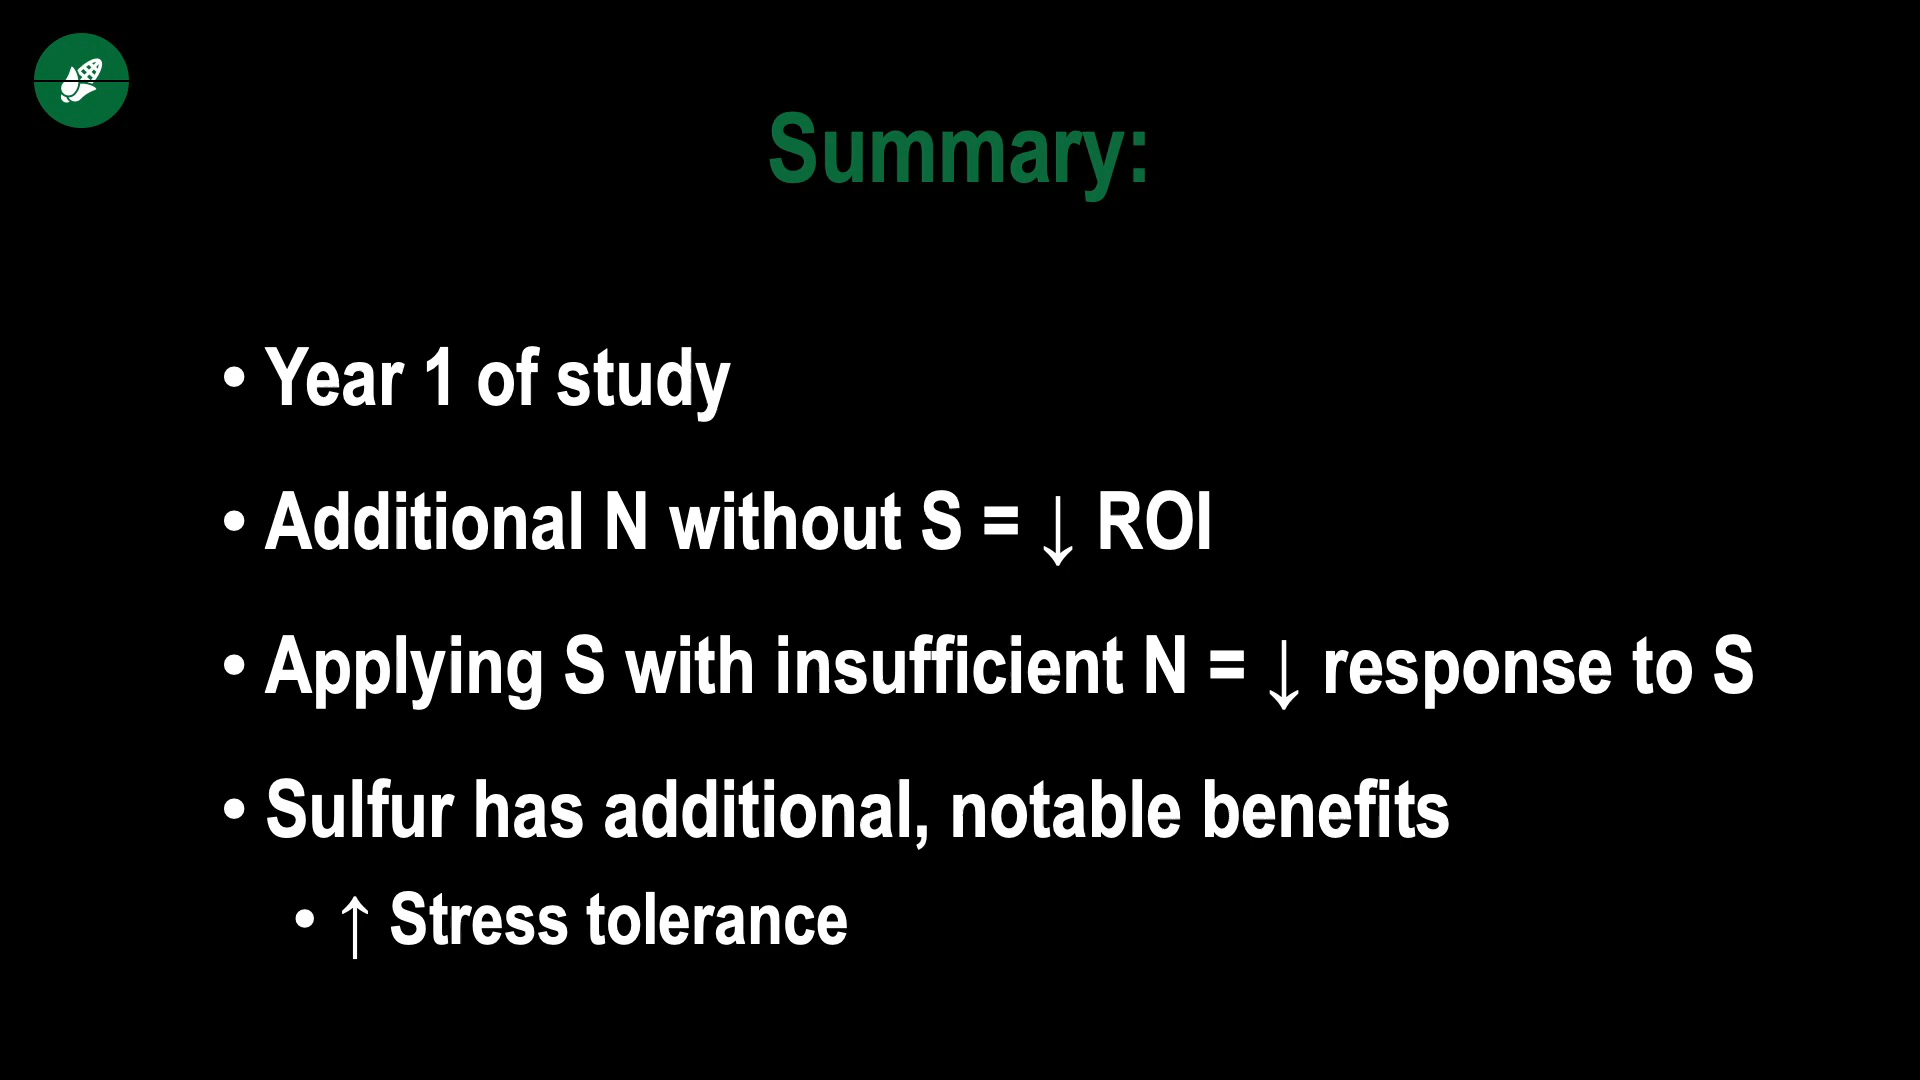 Summary:
• Year 1 of study
• Additional N without S = ↓ ROI
• Applying S with insufficient N = ↓ response to S
• Sulfur has additional, notable benefits
• ↑ Stress tolerance